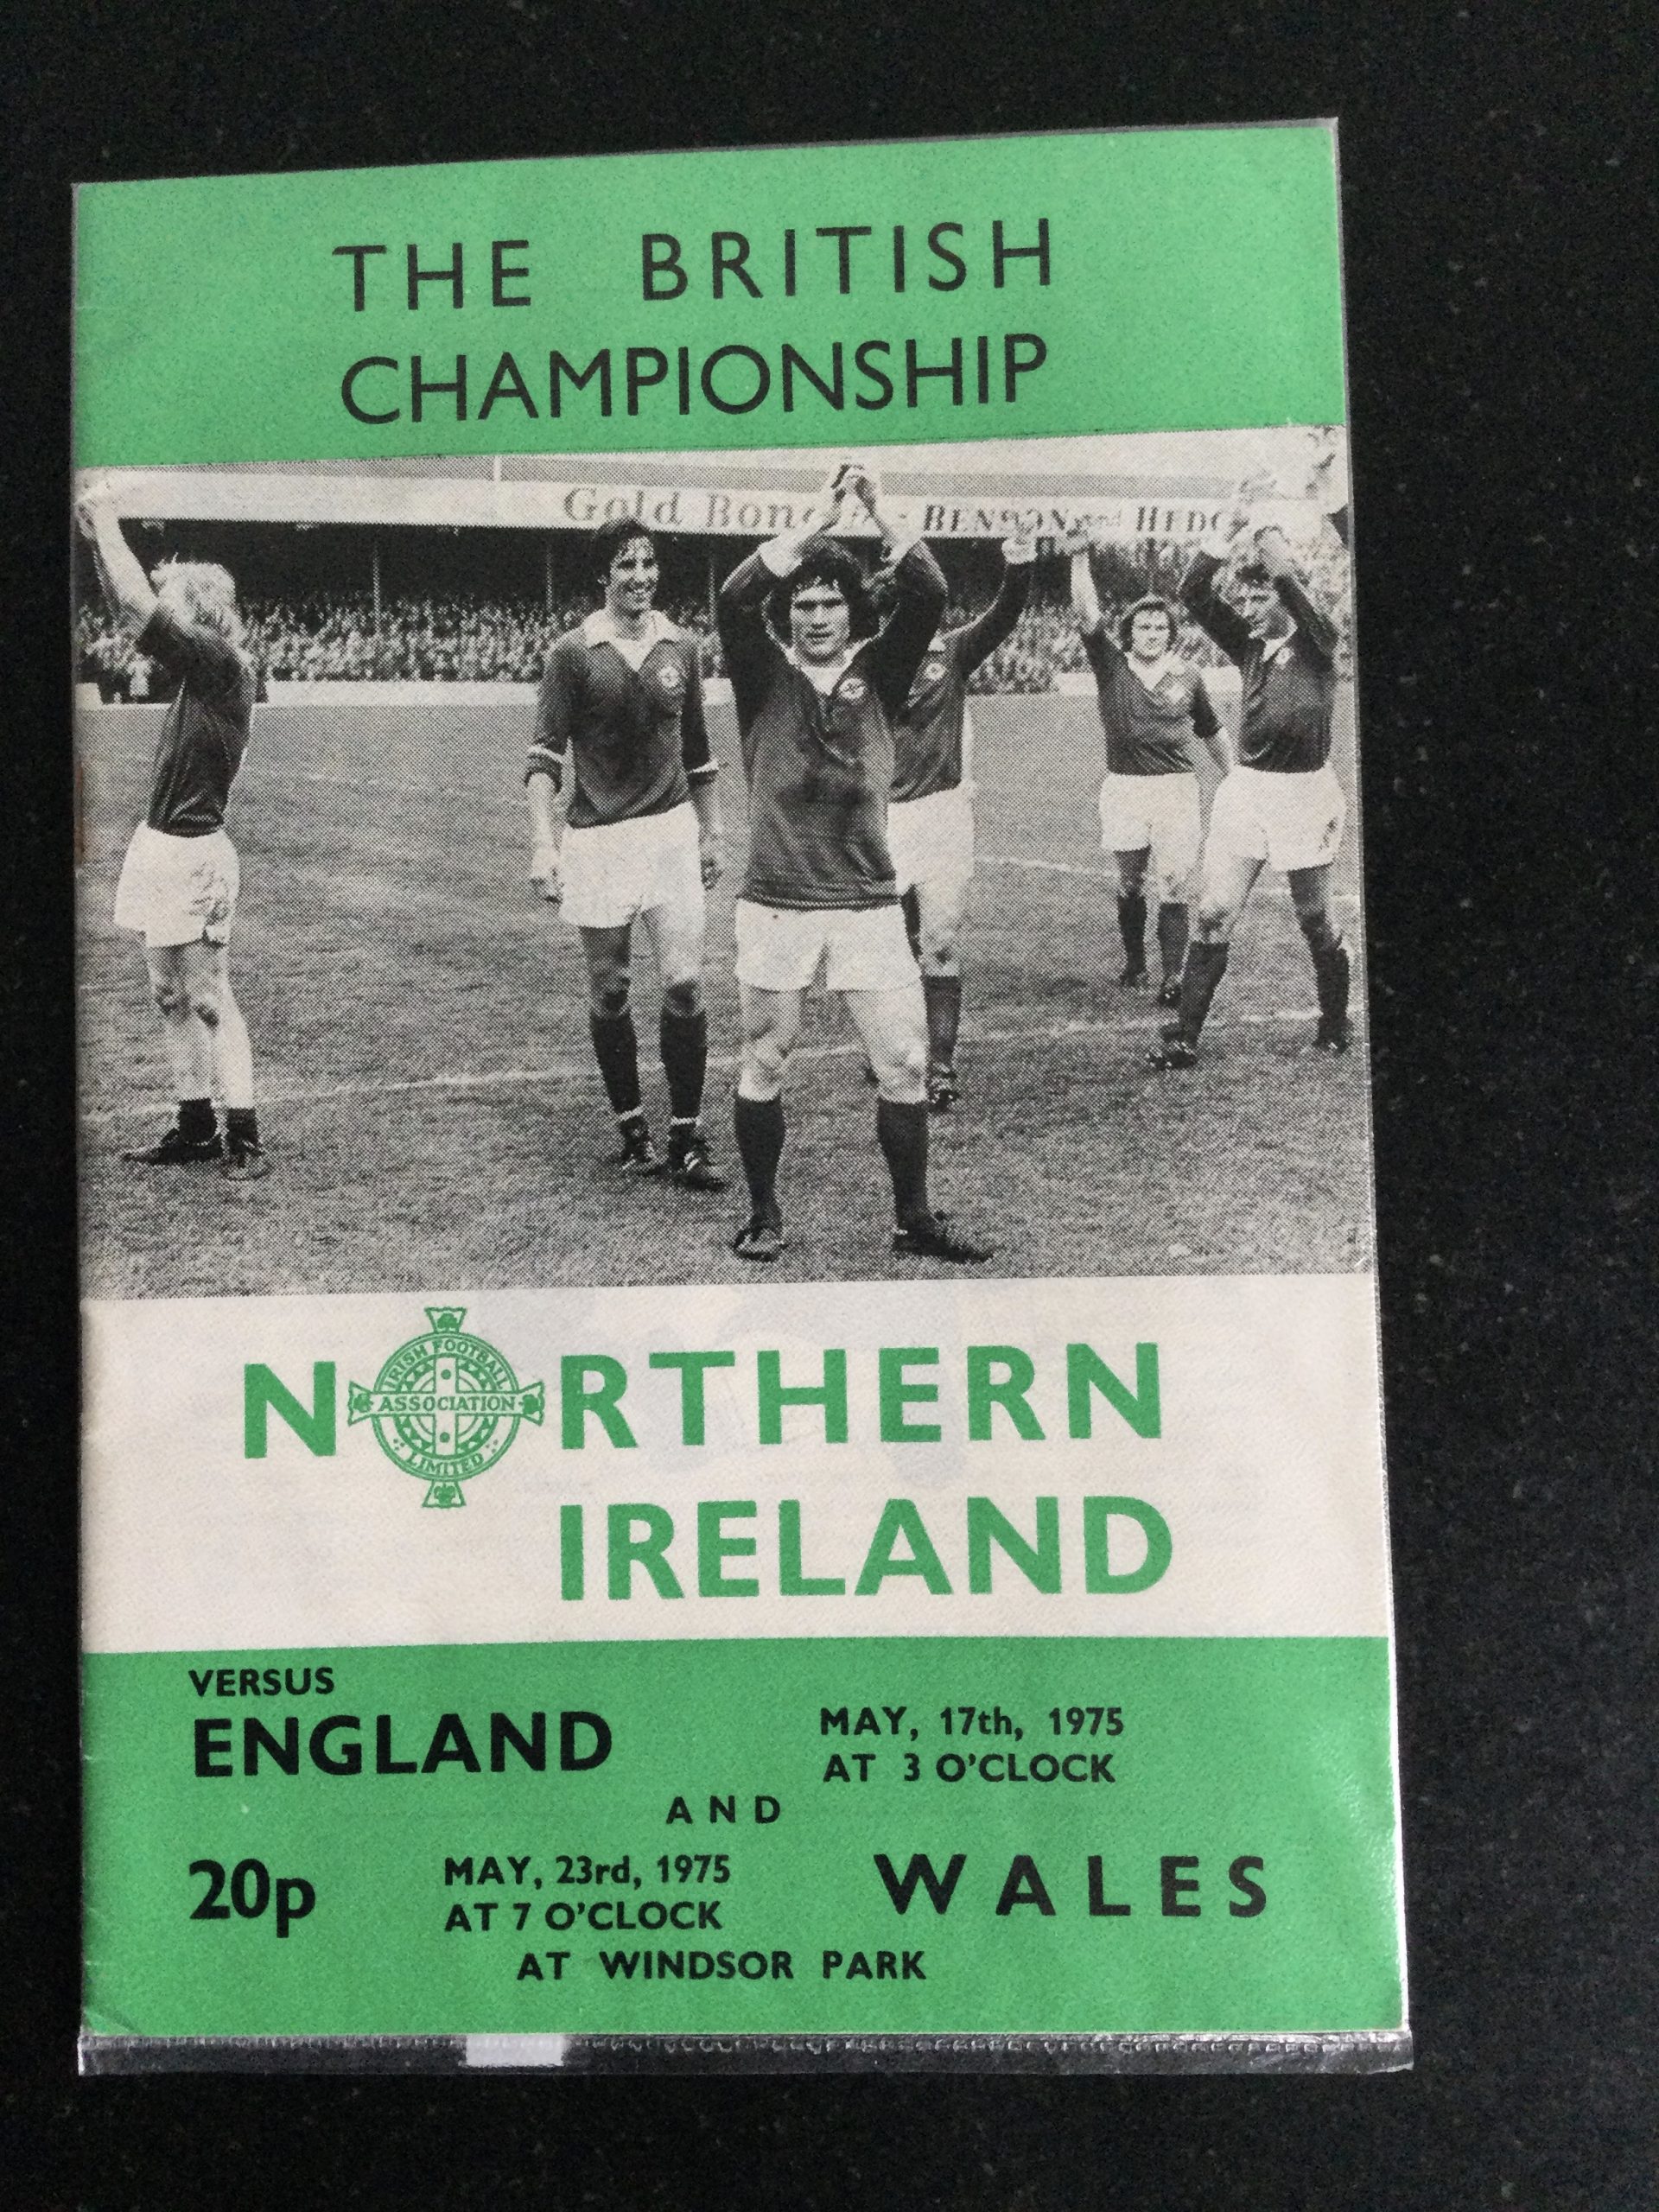 THE BRITISH
CHAMPIONSHIP
Gold Bond - BENSON and
NORTHERN
IRISH FOOTBALL
ASSOCIATION
LIMITED
IRELAND
VERSUS
ENGLAND
MAY, 17th, 1975
AT 3 O'CLOCK
AND
20p
MAY, 23rd, 1975
AT 7 O'CLOCK
WALES
AT WINDSOR PARK